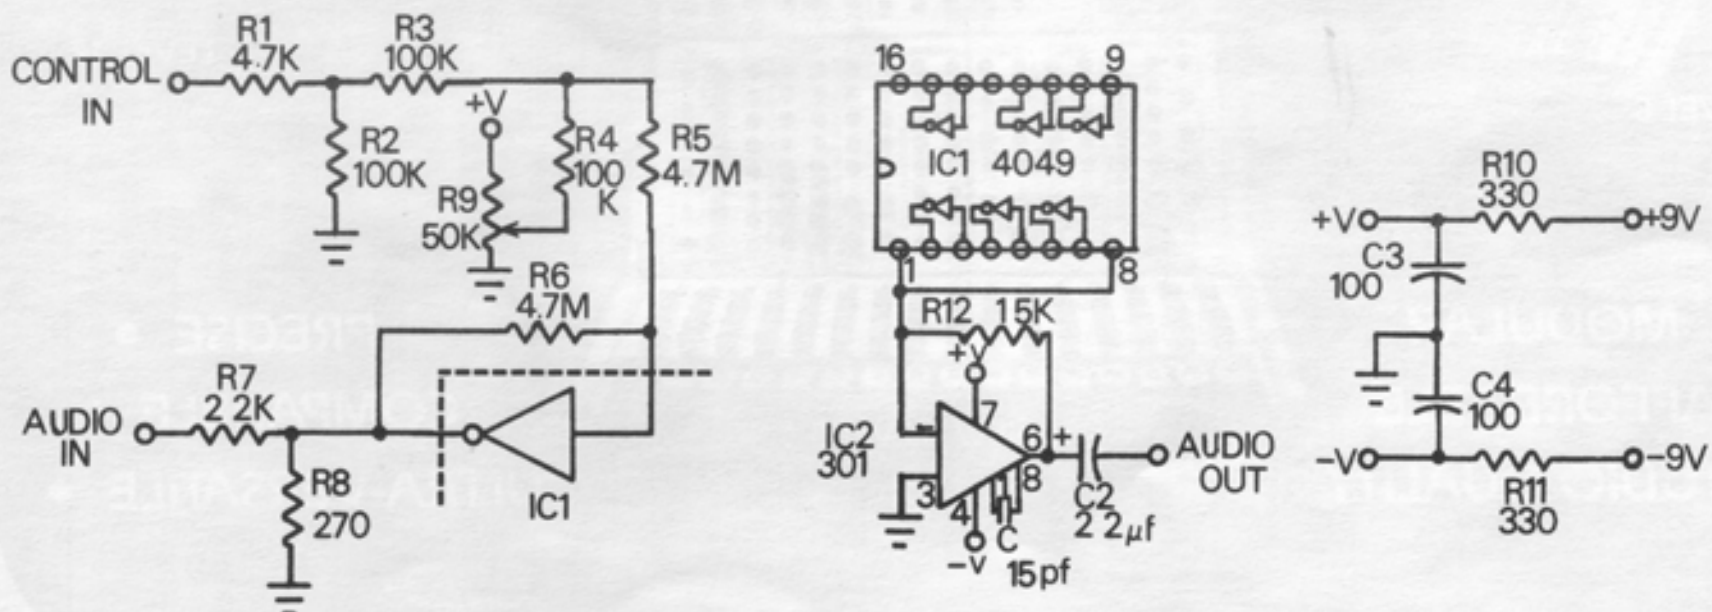 CONTROL
IN
R1
4.7K
R3
100K
+V
R2
100K
R4
100
K
R5
4.7M
R9
50K
R6
4.7M
AUDIO
IN
R7
2 2K
R8
270
IC1
16
9
IC1 4049
1
8
R12 15K
+V
7
IC2
301
1
3
6
8
4
-V
C
15pf
+
C2
2 2µf
AUDIO
OUT
R10
330
+V
+9V
C3
100
C4
100
-V
-9V
R11
330